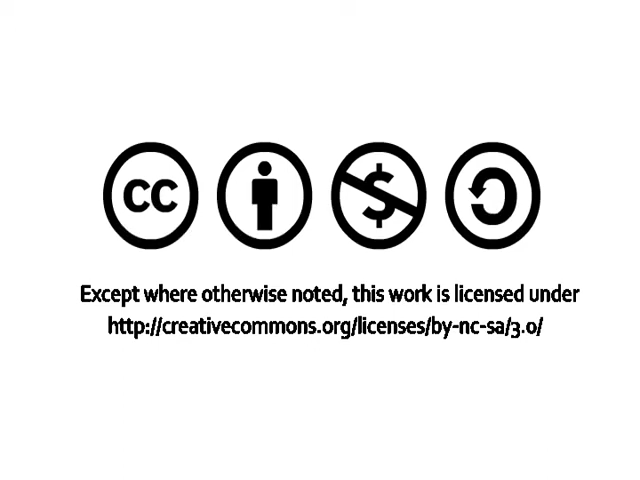 cc
Except where otherwise noted, this work is licensed under
http://creativecommons.org/licenses/by-nc-sa/3.0/